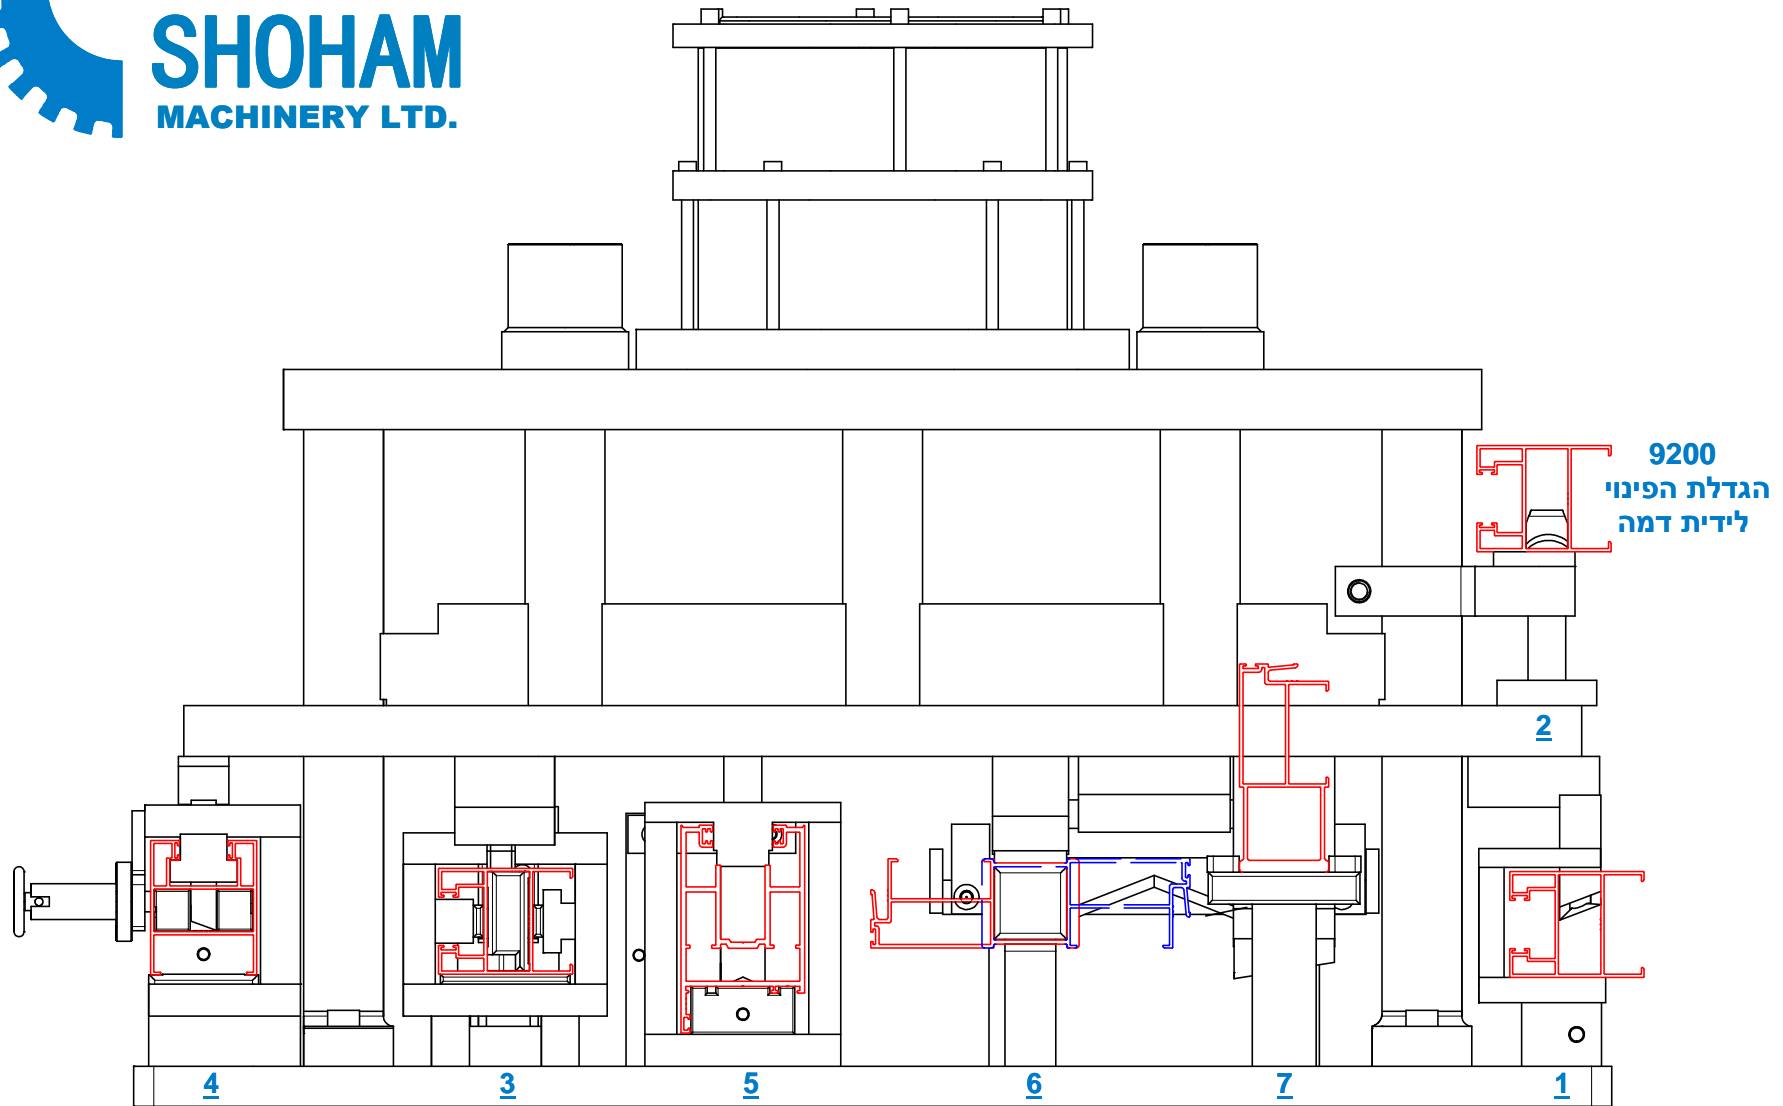 SHOHAM
MACHINERY LTD.
9200
הגדלת הפינוי
לידית דמה
2
4 3 5 6 7 1